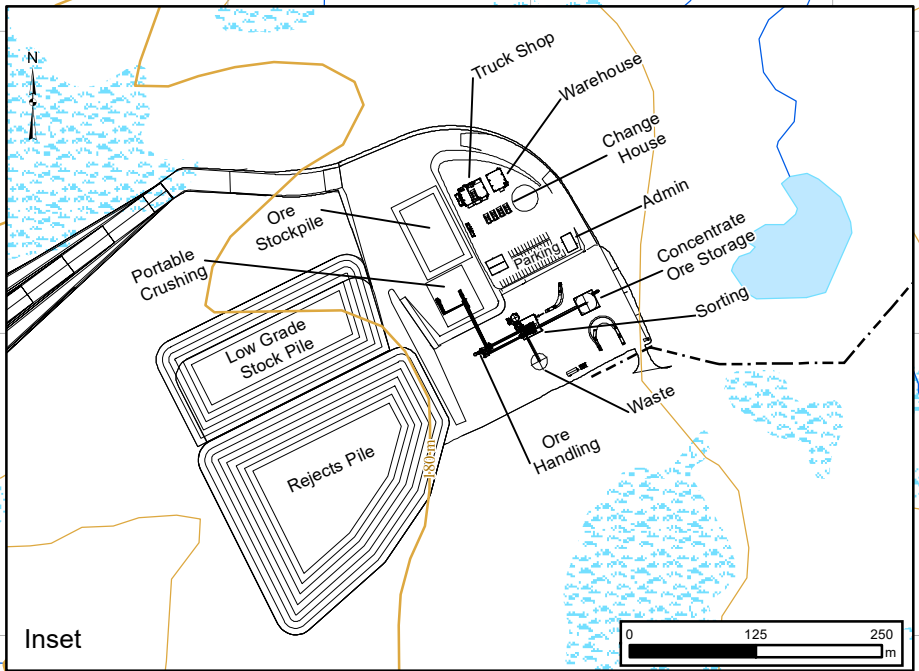 N
Truck Shop
Warehouse
Change
House
Ore
Stockpile
Admin
Portable
Crushing
Concentrate
Ore Storage
Parking
Sorting
Low Grade
Stock Pile
Waste
Ore
Handling
Rejects Pile
180 m
Inset
0 125 250
m